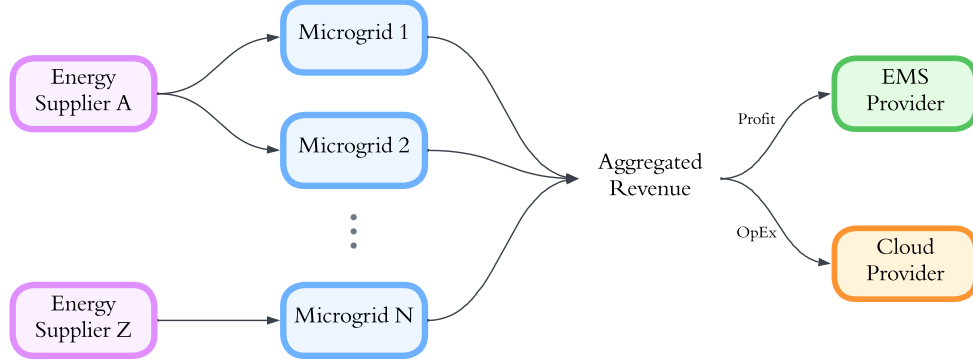 Energy
Supplier A
Microgrid 1
Microgrid 2
Energy
Supplier Z
Microgrid N
Aggregated
Revenue
Profit
OpEx
EMS
Provider
Cloud
Provider